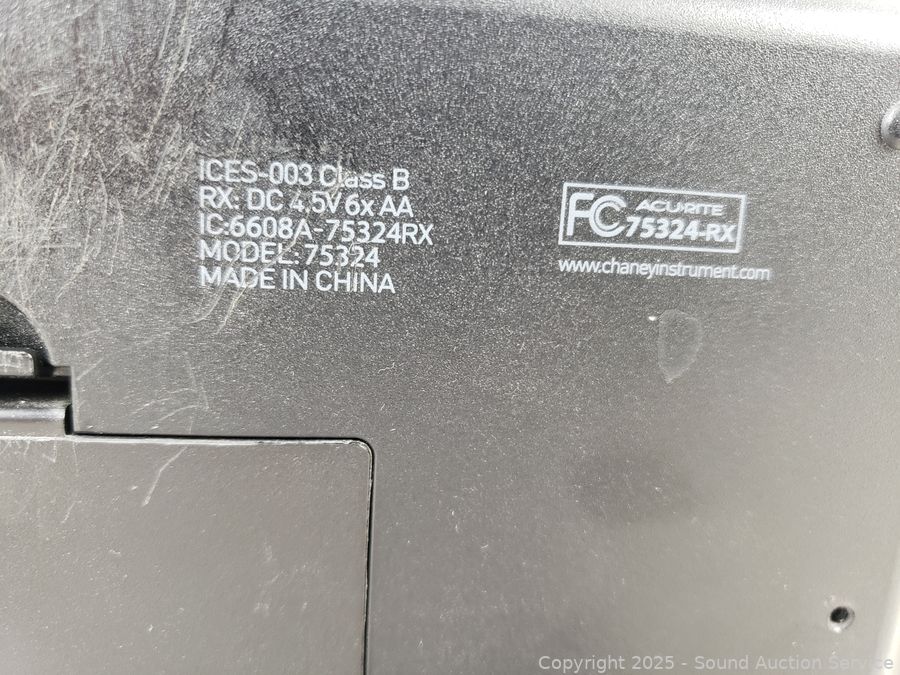 ICES-003 Class B
RX: DC 4.5V 6x AA
IC:6608A-75324RX
MODEL: 75324
MADE IN CHINA
FC ACURITE
75324-RX
www.chaneyinstrument.com
Copyright 2025 - Sound Auction Service